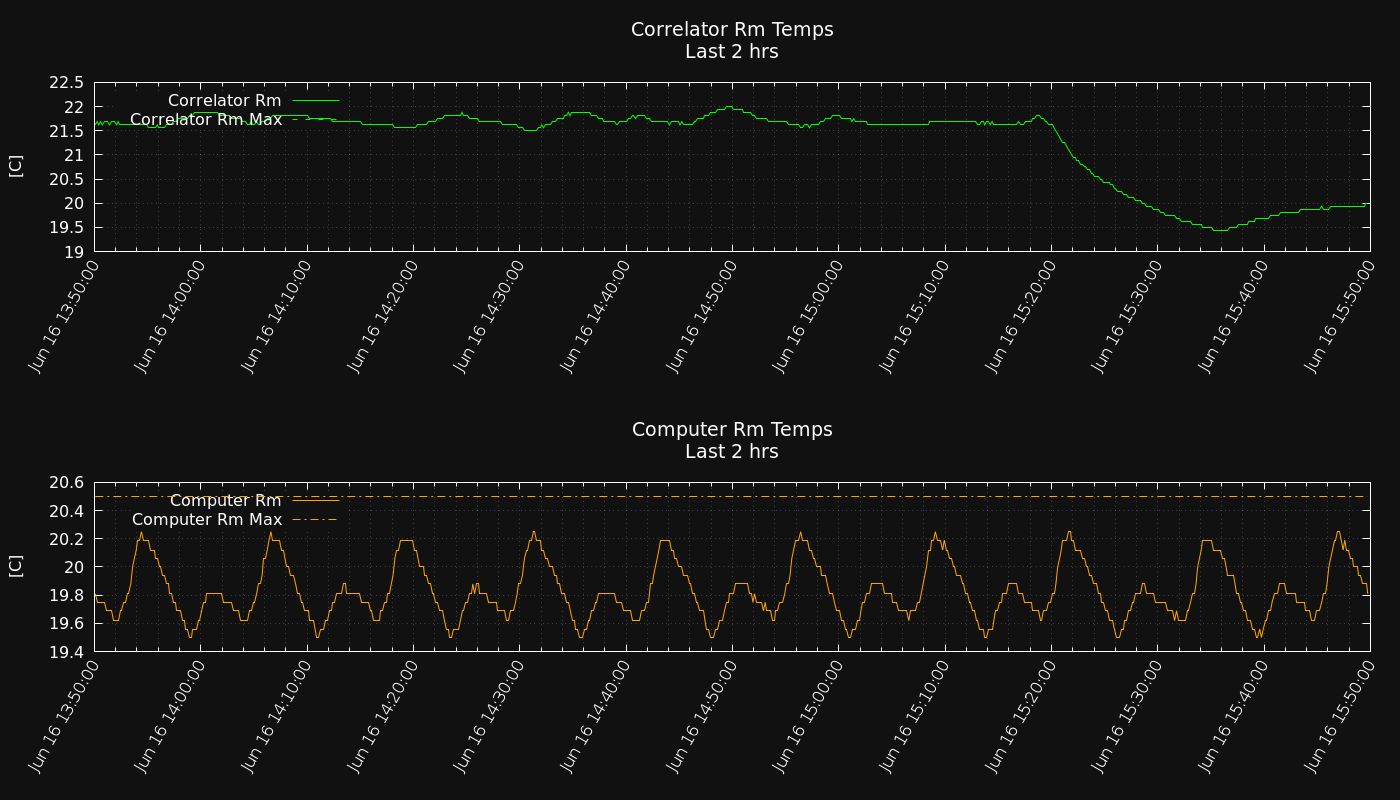 Correlator Rm Temps
Last 2 hrs
22.5
22
21.5
21
20.5
20
19.5
19
[C]
Correlator Rm
Correlator Rm Max
Jun 16 13:50:00
Jun 16 14:00:00
Jun 16 14:10:00
Jun 16 14:20:00
Jun 16 14:30:00
Jun 16 14:40:00
Jun 16 14:50:00
Jun 16 15:00:00
Jun 16 15:10:00
Jun 16 15:20:00
Jun 16 15:30:00
Jun 16 15:40:00
Jun 16 15:50:00
Computer Rm Temps
Last 2 hrs
20.6
20.4
20.2
20
19.8
19.6
19.4
[C]
Computer Rm
Computer Rm Max
Jun 16 13:50:00
Jun 16 14:00:00
Jun 16 14:10:00
Jun 16 14:20:00
Jun 16 14:30:00
Jun 16 14:40:00
Jun 16 14:50:00
Jun 16 15:00:00
Jun 16 15:10:00
Jun 16 15:20:00
Jun 16 15:30:00
Jun 16 15:40:00
Jun 16 15:50:00